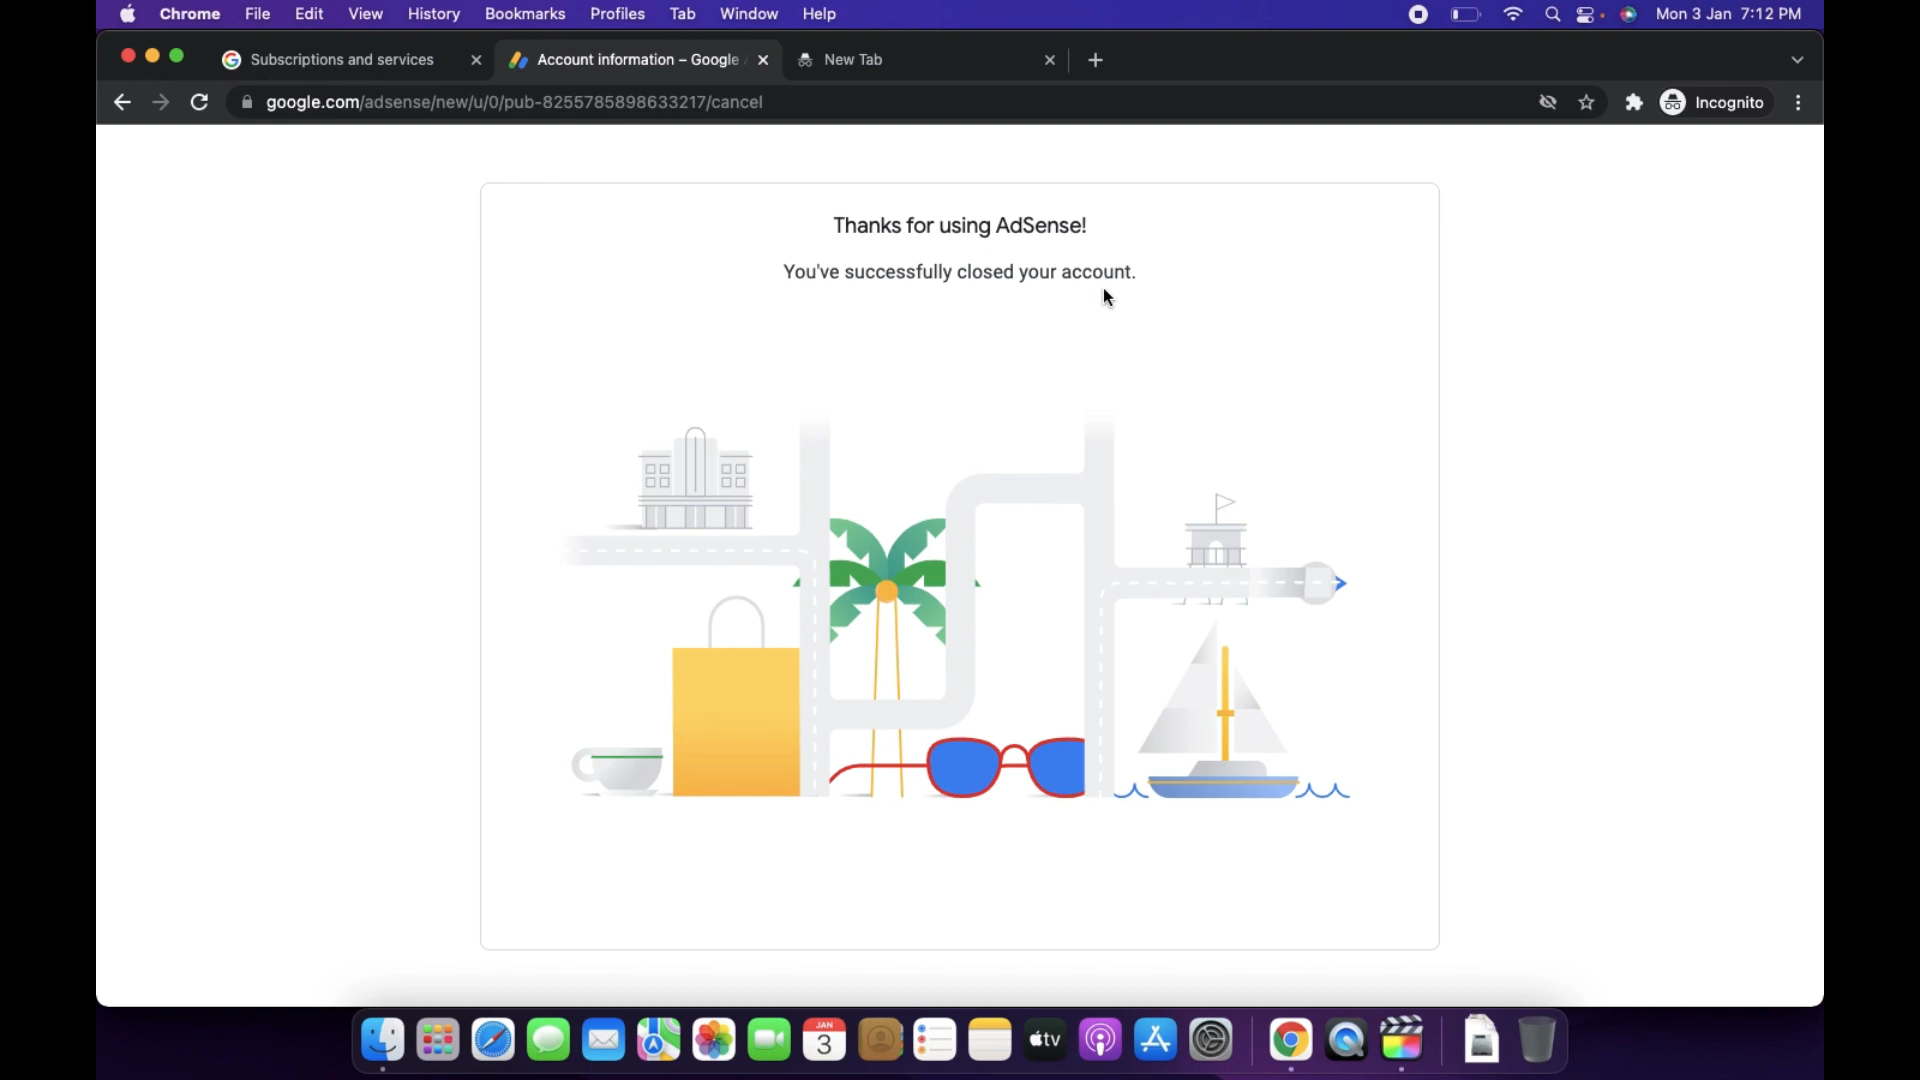 Chrome File Edit View History Bookmarks Profiles Tab Window Help Mon 3 Jan 7:12 PM
Subscriptions and services Account information – Google New Tab
google.com/adsense/new/u/0/pub-8255785898633217/cancel Incognito
Thanks for using AdSense!
You've successfully closed your account.
JAN
3
tv